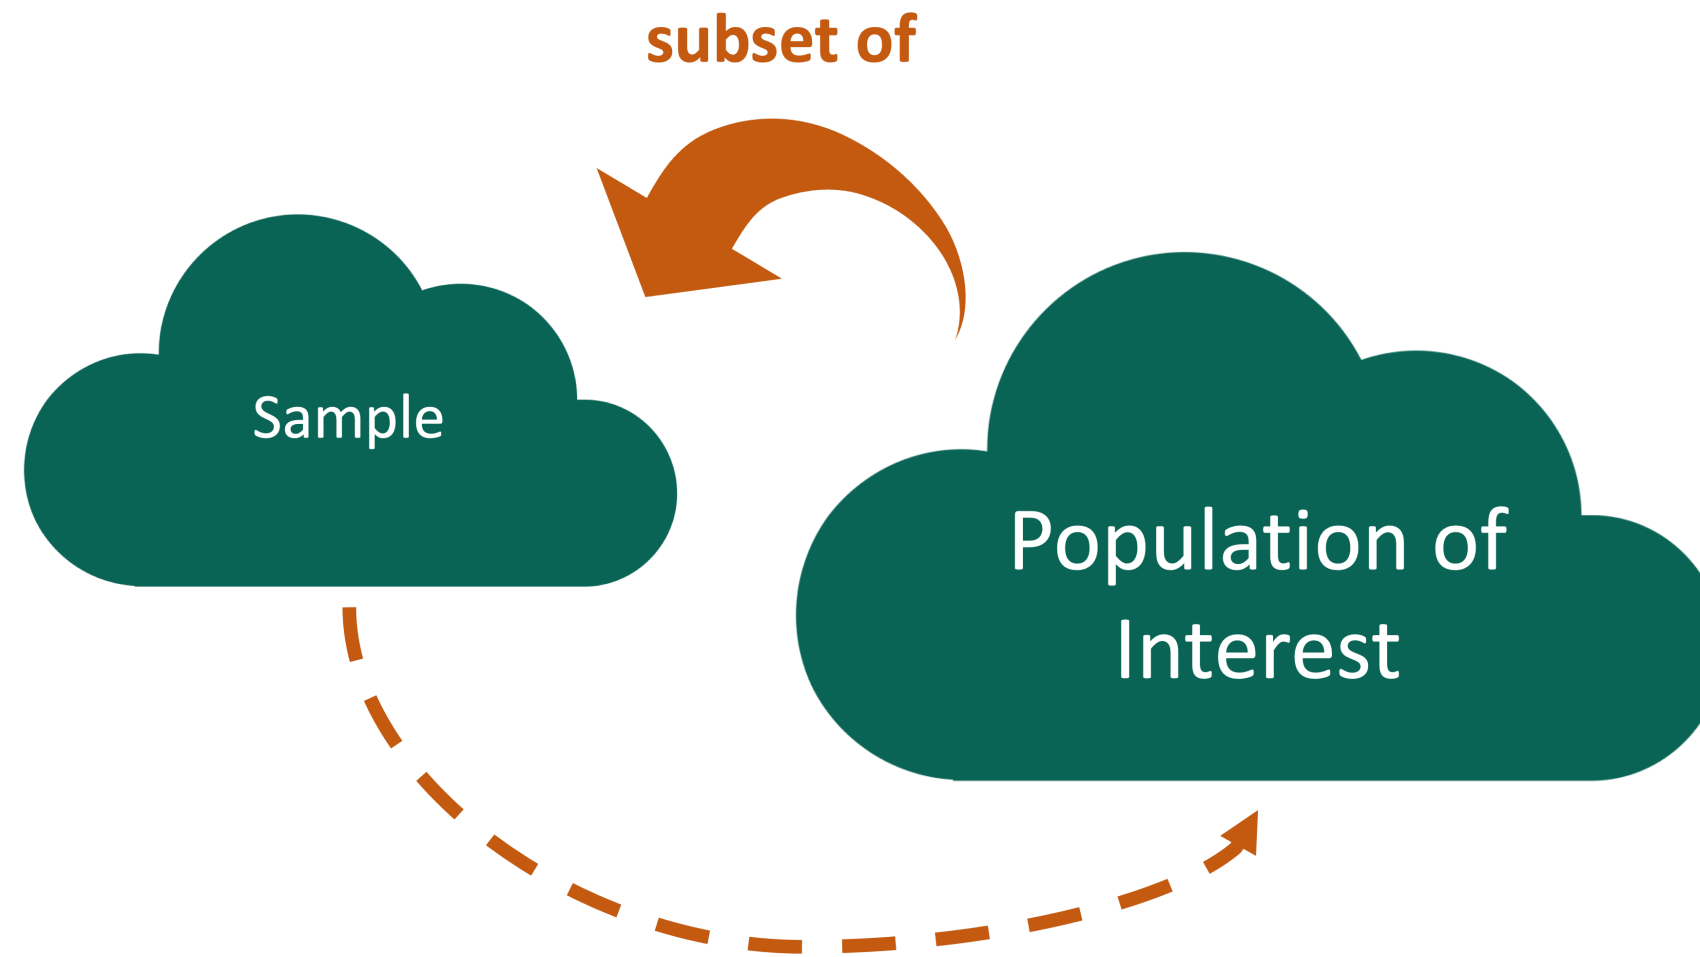 subset of
Sample
Population of
Interest